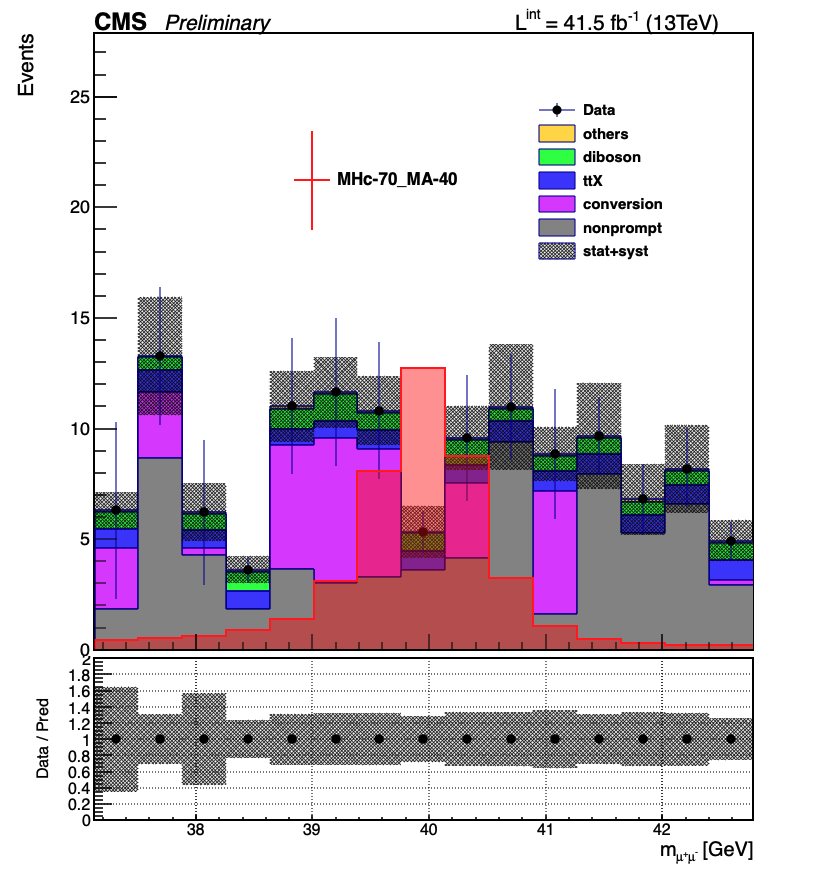 CMS Preliminary L^int = 41.5 fb^-1 (13TeV)
Events
25
20
15
10
5
0
Data
others
diboson
ttX
conversion
nonprompt
stat+syst
MHc-70_MA-40
Data / Pred
2
1.8
1.6
1.4
1.2
1
0.8
0.6
0.4
0.2
0
38 39 40 41 42
m_μ+μ- [GeV]